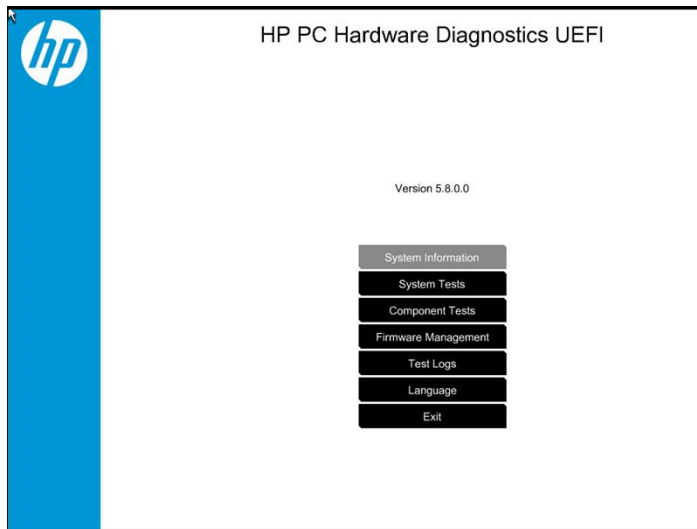 hp
HP PC Hardware Diagnostics UEFI
Version 5.8.0.0
System Information
System Tests
Component Tests
Firmware Management
Test Logs
Language
Exit